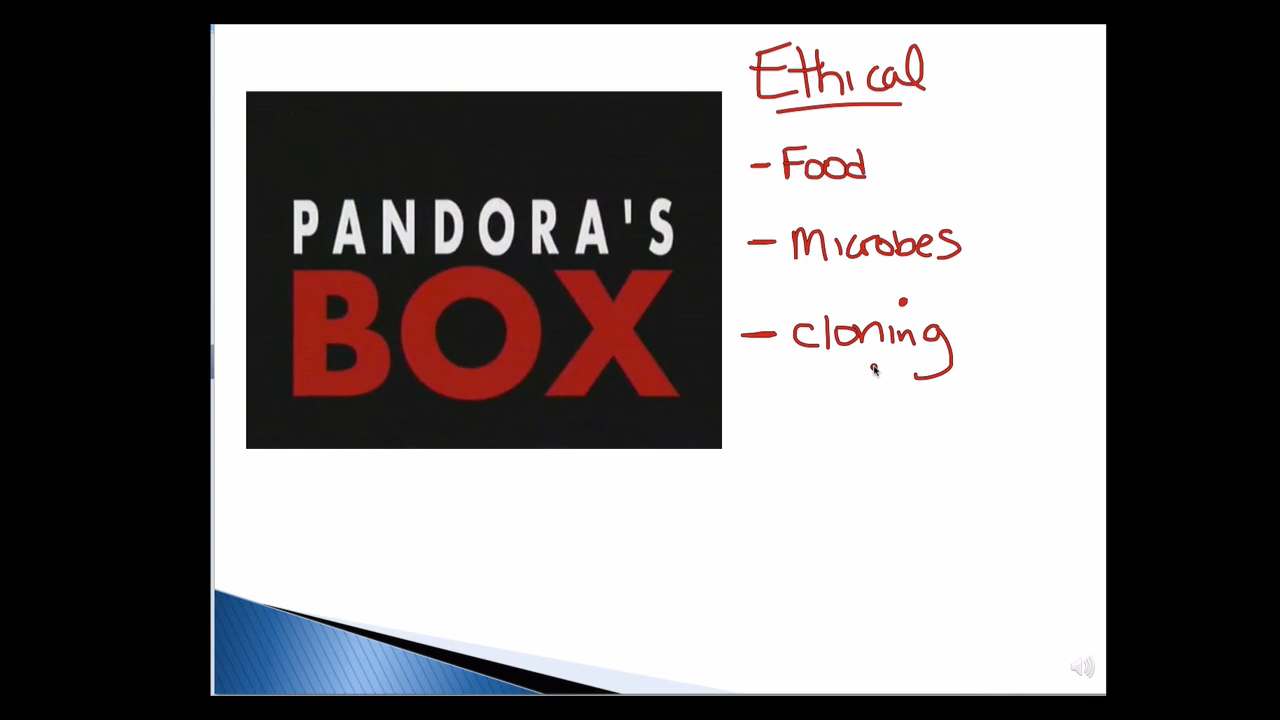 PANDORA'S
BOX
Ethical
- Food
- Microbes
- cloning